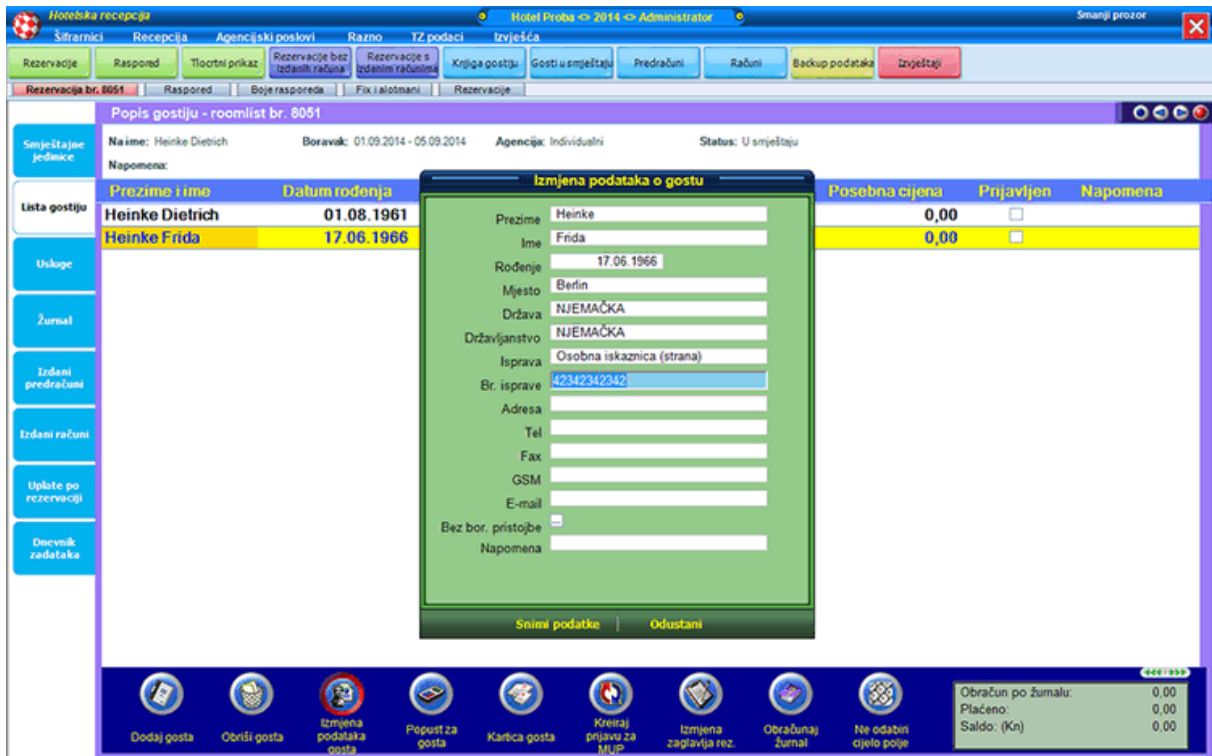 Hotelska recepcija
Hotel Proba <> 2014 <> Administrator
Smanji prozor
Šifrarnici Recepcija Agencijski poslovi Razno TZ podaci Izvješća
Rezervacije
Raspored
Tlocrtni prikaz
Rezervacije bez
izdanih računa
Rezervacije s
izdanim računima
Knjiga gostiju
Gosti u smještaju
Predračuni
Računi
Backup podataka
Izvještaji
Rezervacija br. 8051 Raspored Boje rasporeda Fix i alotmani Rezervacije
Popis gostiju - roomlist br. 8051
Smještajne
jedinice
Lista gostiju
Usluge
Žurnal
Izdani
predračuni
Izdani računi
Uplate po
rezervaciji
Dnevnik
zadataka
Na ime: Heinke Dietrich Boravak: 01.09.2014 - 05.09.2014 Agencija: Individualni Status: U smještaju
Napomena:
Prezime i ime Datum rođenja Posebna cijena Prijavljen Napomena
Heinke Dietrich 01.08.1961 0,00
Heinke Frida 17.06.1966 0,00
Izmjena podataka o gostu
Prezime Heinke
Ime Frida
Rođenje 17.06.1966
Mjesto Berlin
Država NJEMAČKA
Državljanstvo NJEMAČKA
Isprava Osobna iskaznica (strana)
Br. isprave 42342342342
Adresa
Tel
Fax
GSM
E-mail
Bez bor. pristojbe
Napomena
Snimi podatke Odustani
Dodaj gosta
Obriši gosta
Izmjena
podataka
gosta
Popust za
gosta
Kartica gosta
Kreiraj
prijavu za
MUP
Izmjena
zaglavlja rez.
Obračunaj
žurnal
Ne odabiri
cijelo polje
Obračun po žurnalu: 0,00
Plaćeno: 0,00
Saldo: (Kn) 0,00